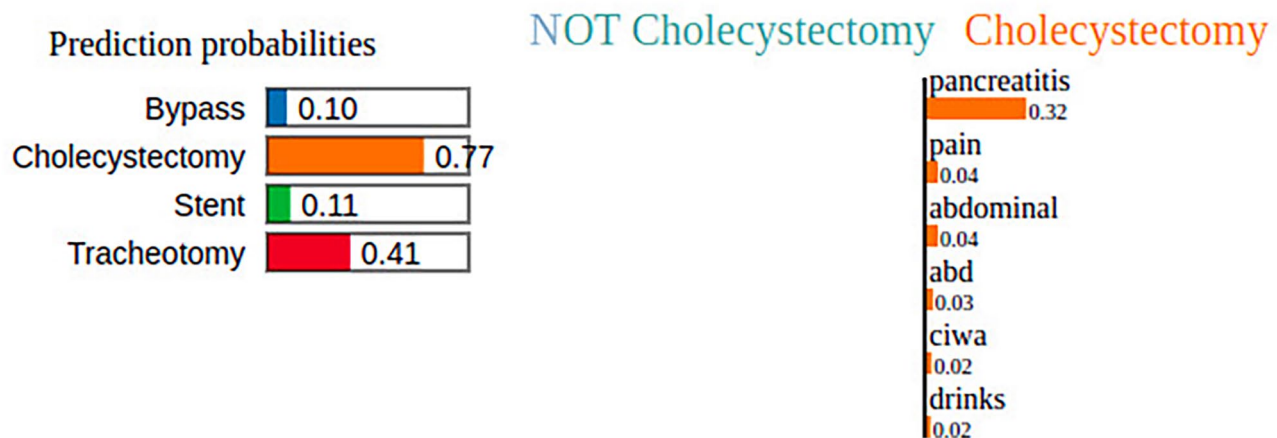 Prediction probabilities
Bypass 0.10
Cholecystectomy 0.77
Stent 0.11
Tracheotomy 0.41
NOT Cholecystectomy Cholecystectomy
pancreatitis
0.32
pain
0.04
abdominal
0.04
abd
0.03
ciwa
0.02
drinks
0.02